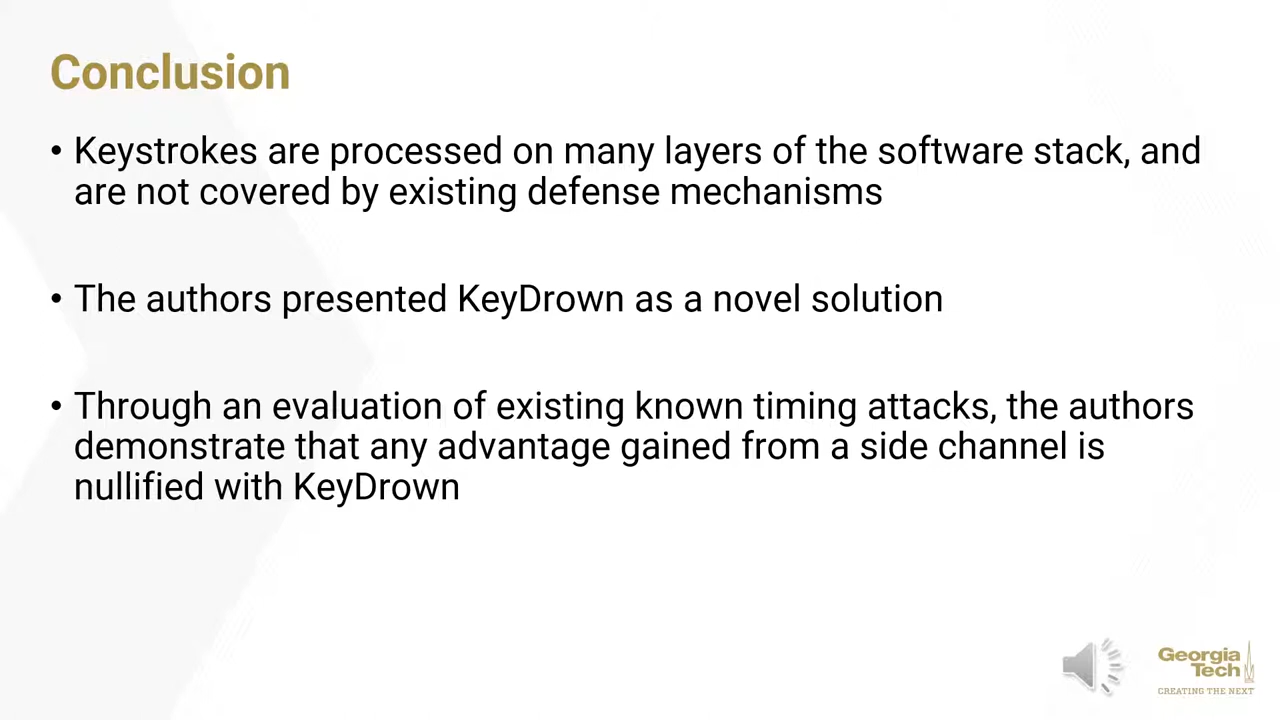 Conclusion
• Keystrokes are processed on many layers of the software stack, and
are not covered by existing defense mechanisms
• The authors presented KeyDrown as a novel solution
• Through an evaluation of existing known timing attacks, the authors
demonstrate that any advantage gained from a side channel is
nullified with KeyDrown
Georgia
Tech
CREATING THE NEXT